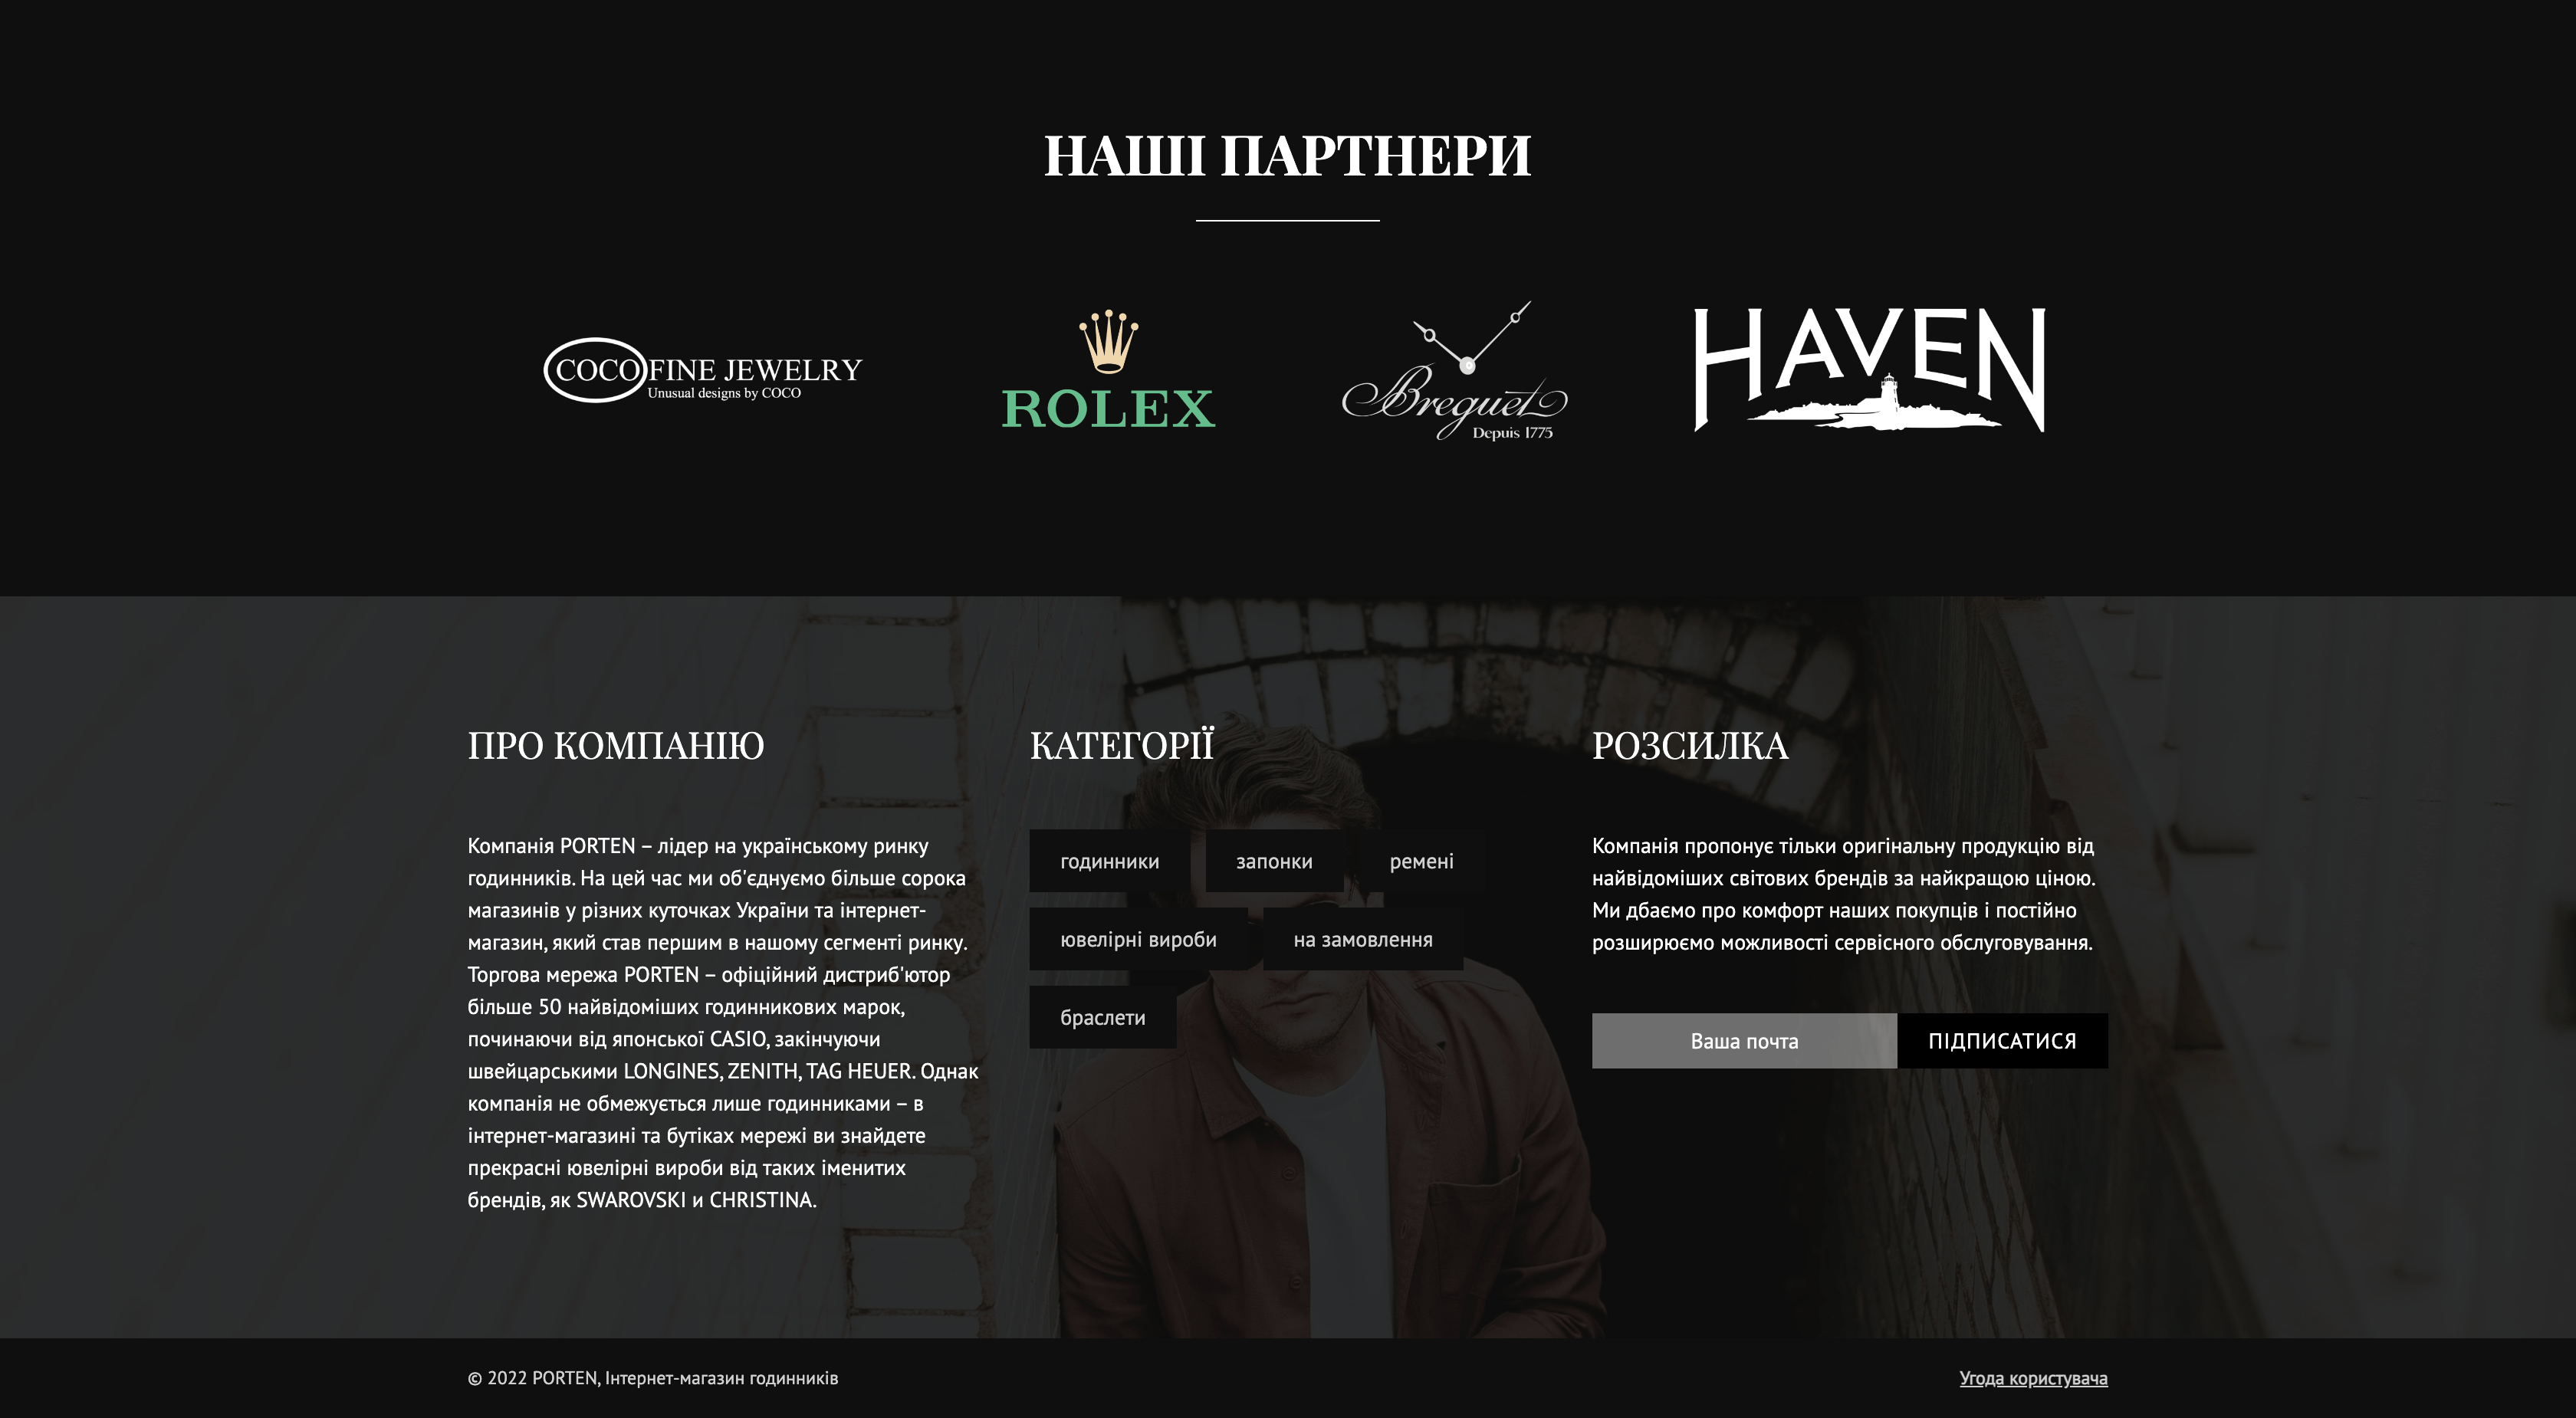 НАШІ ПАРТНЕРИ
COCO FINE JEWELRY
Unusual designs by COCO
ROLEX
Breguet
Depuis 1775
HAVEN
ПРО КОМПАНІЮ
Компанія PORTEN – лідер на українському ринку
годинників. На цей час ми об'єднуємо більше сорока
магазинів у різних куточках України та інтернет-
магазин, який став першим в нашому сегменті ринку.
Торгова мережа PORTEN – офіційний дистриб'ютор
більше 50 найвідоміших годинникових марок,
починаючи від японської CASIO, закінчуючи
швейцарськими LONGINES, ZENITH, TAG HEUER. Однак
компанія не обмежується лише годинниками – в
інтернет-магазині та бутіках мережі ви знайдете
прекрасні ювелірні вироби від таких іменитих
брендів, як SWAROVSKI и CHRISTINA.
КАТЕГОРІЇ
годинники запонки ремені
ювелірні вироби на замовлення
браслети
РОЗСИЛКА
Компанія пропонує тільки оригінальну продукцію від
найвідоміших світових брендів за найкращою ціною.
Ми дбаємо про комфорт наших покупців і постійно
розширюємо можливості сервісного обслуговування.
Ваша почта ПІДПИСАТИСЯ
© 2022 PORTEN, Інтернет-магазин годинників
Угода користувача